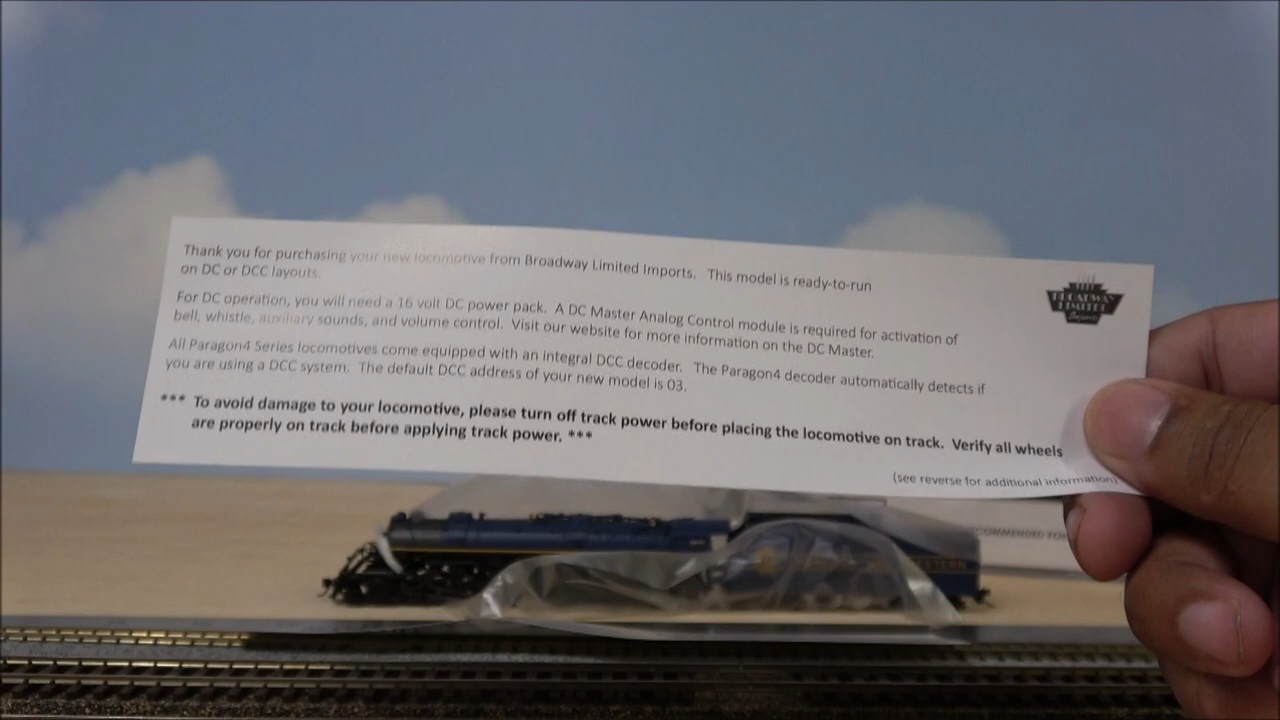 Thank you for purchasing your new locomotive from Broadway Limited Imports. This model is ready-to-run
on DC or DCC layouts.
BROADWAY
LIMITED
Imports
For DC operation, you will need a 16 volt DC power pack. A DC Master Analog Control module is required for activation of
bell, whistle, auxiliary sounds, and volume control. Visit our website for more information on the DC Master.
All Paragon4 Series locomotives come equipped with an integral DCC decoder. The Paragon4 decoder automatically detects if
you are using a DCC system. The default DCC address of your new model is 03.
*** To avoid damage to your locomotive, please turn off track power before placing the locomotive on track. Verify all wheels
are properly on track before applying track power. ***
(see reverse for additional information)